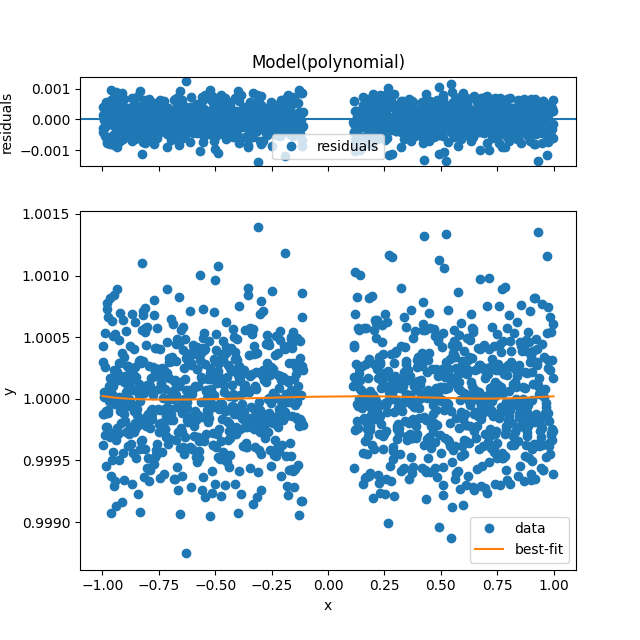 Model(polynomial)
0.001
0.000
−0.001
residuals
residuals
1.0015
1.0010
1.0005
1.0000
0.9995
0.9990
y
data
best-fit
−1.00 −0.75 −0.50 −0.25 0.00 0.25 0.50 0.75 1.00
x